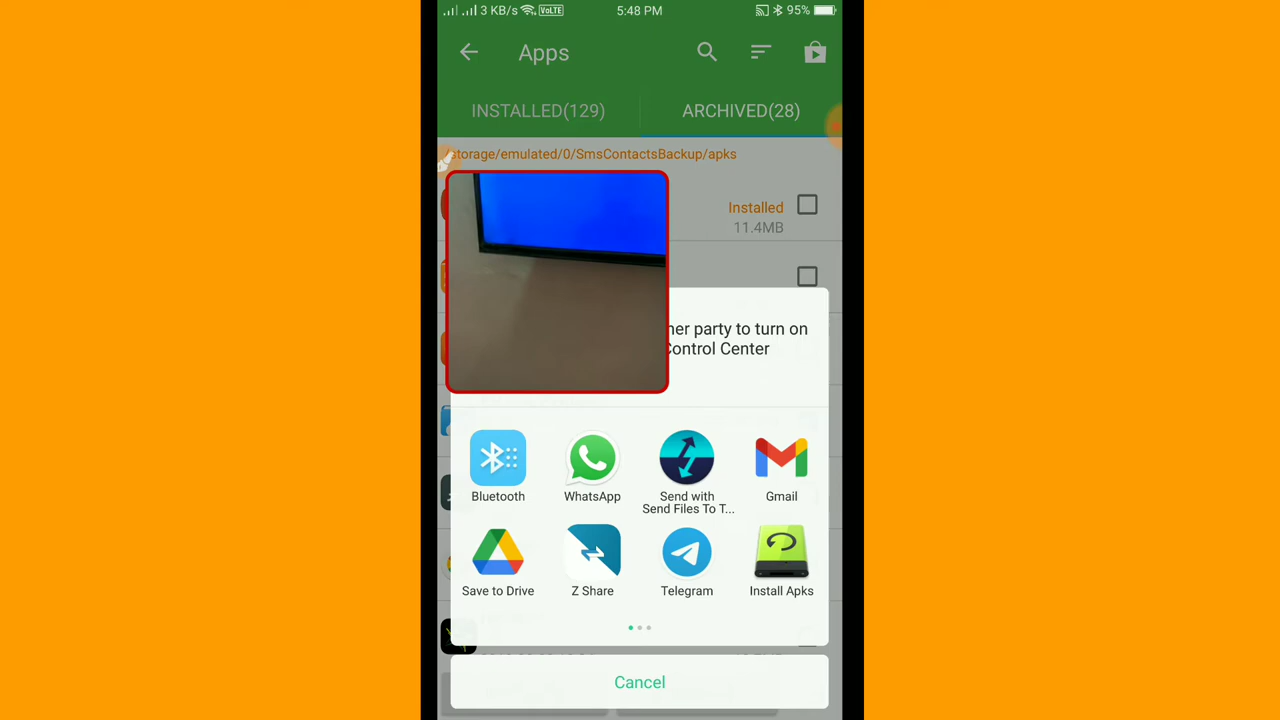 3 KB/s VoLTE 5:48 PM 95%
Apps
INSTALLED(129) ARCHIVED(28)
/storage/emulated/0/SmsContactsBackup/apks
Installed
11.4MB
party to turn on
Control Center
Bluetooth WhatsApp Send with Gmail
Send Files To T...
Save to Drive Z Share Telegram Install Apks
Cancel